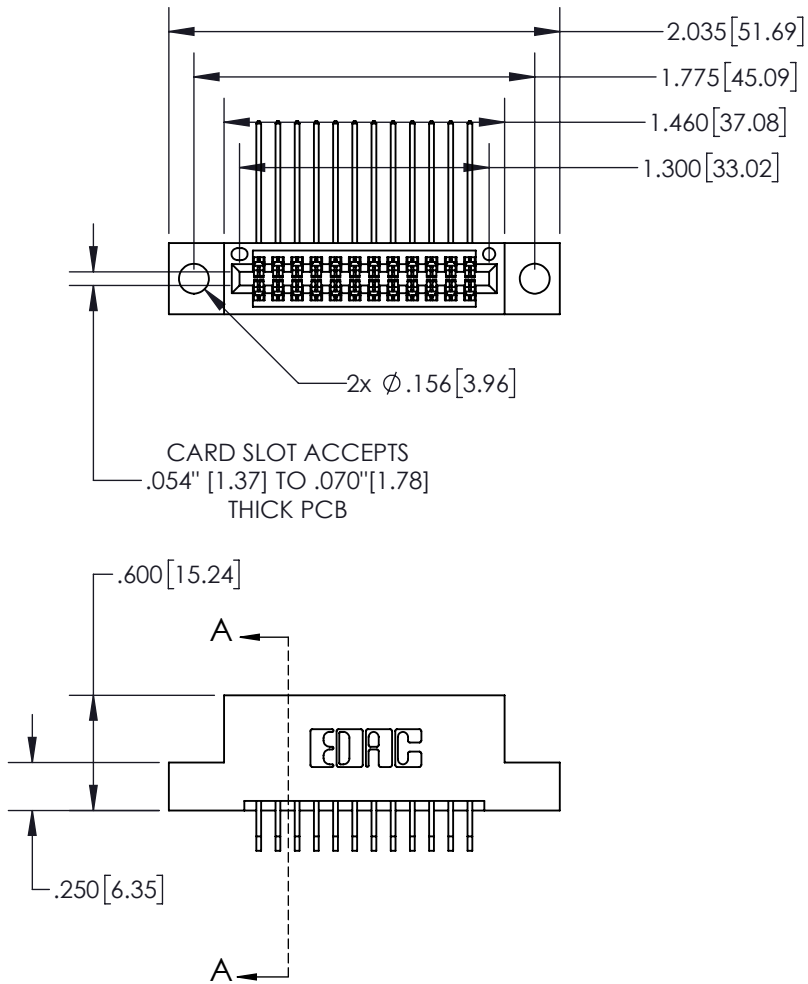 2.035[51.69]
1.775[45.09]
1.460[37.08]
1.300[33.02]
2x ∅.156[3.96]
CARD SLOT ACCEPTS
.054" [1.37] TO .070"[1.78]
THICK PCB
.600[15.24]
A
EDAC
.250[6.35]
A